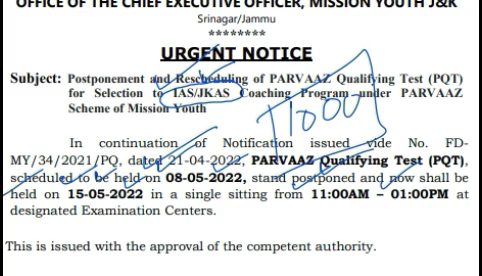 OFFICE OF THE CHIEF EXECUTIVE OFFICER, MISSION YOUTH J&K
Srinagar/Jammu
********
URGENT NOTICE
Subject: Postponement and Rescheduling of PARVAAZ Qualifying Test (PQT)
for Selection to IAS/JKAS Coaching Program under PARVAAZ
Scheme of Mission Youth
1000
In continuation of Notification issued vide No. FD-
MY/34/2021/PQ, dated 21-04-2022, PARVAAZ Qualifying Test (PQT),
scheduled to be held on 08-05-2022, stand postponed and now shall be
held on 15-05-2022 in a single sitting from 11:00AM – 01:00PM at
designated Examination Centers.
This is issued with the approval of the competent authority.